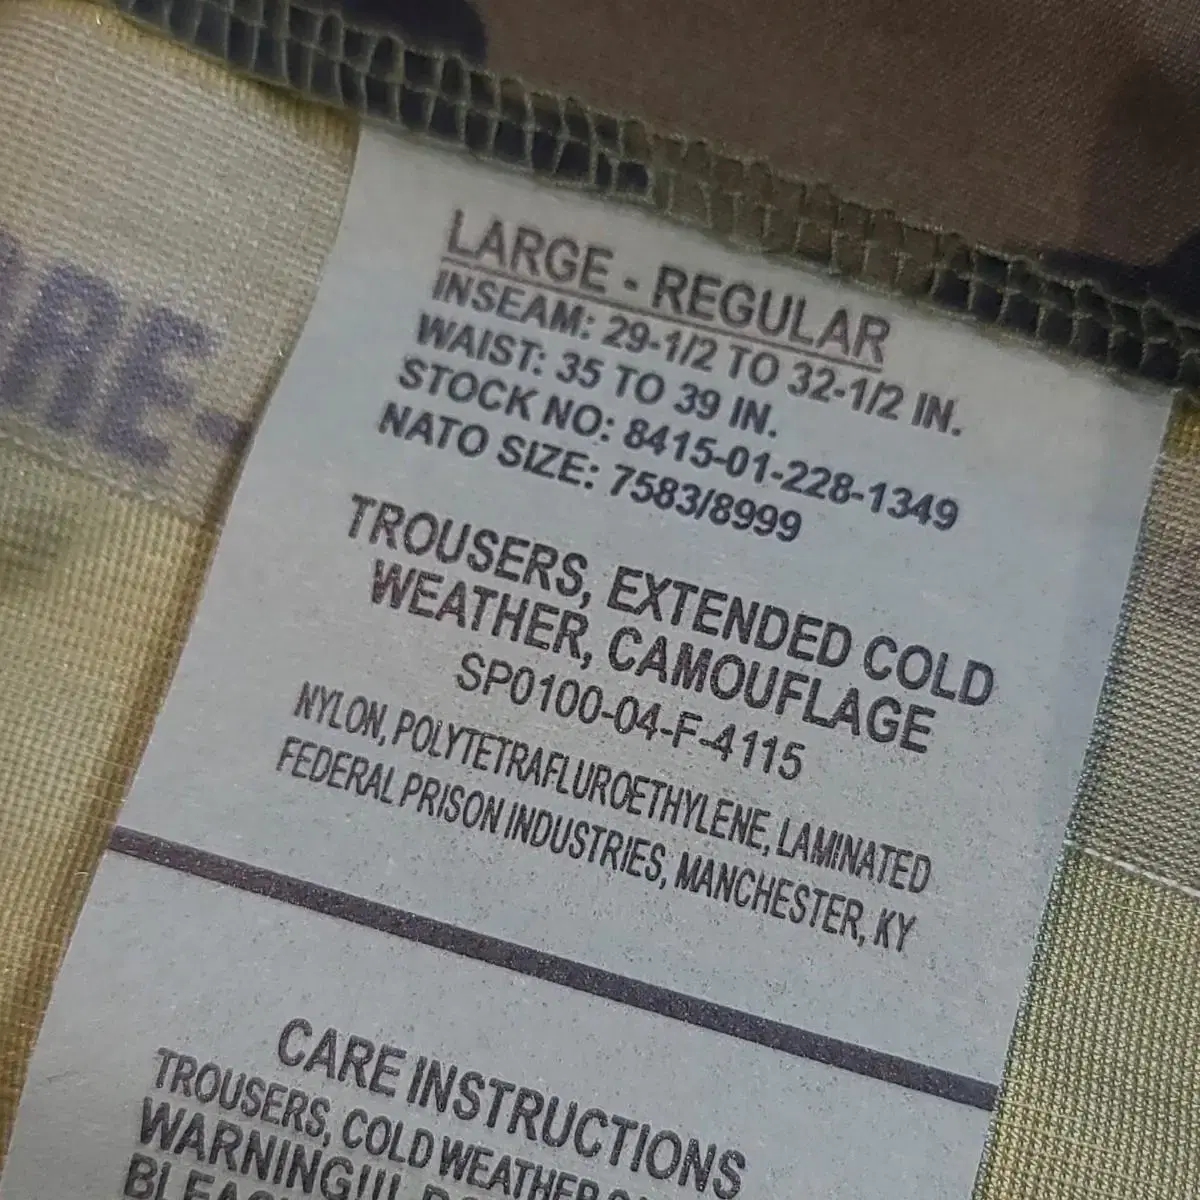 LARGE - REGULAR
INSEAM: 29-1/2 TO 32-1/2 IN.
WAIST: 35 TO 39 IN.
STOCK NO: 8415-01-228-1349
NATO SIZE: 7583/8999
TROUSERS, EXTENDED COLD
WEATHER, CAMOUFLAGE
SP0100-04-F-4115
NYLON, POLYTETRAFLUROETHYLENE, LAMINATED
FEDERAL PRISON INDUSTRIES, MANCHESTER, KY
CARE INSTRUCTIONS
TROUSERS, COLD WEATHER
WARNING!!!